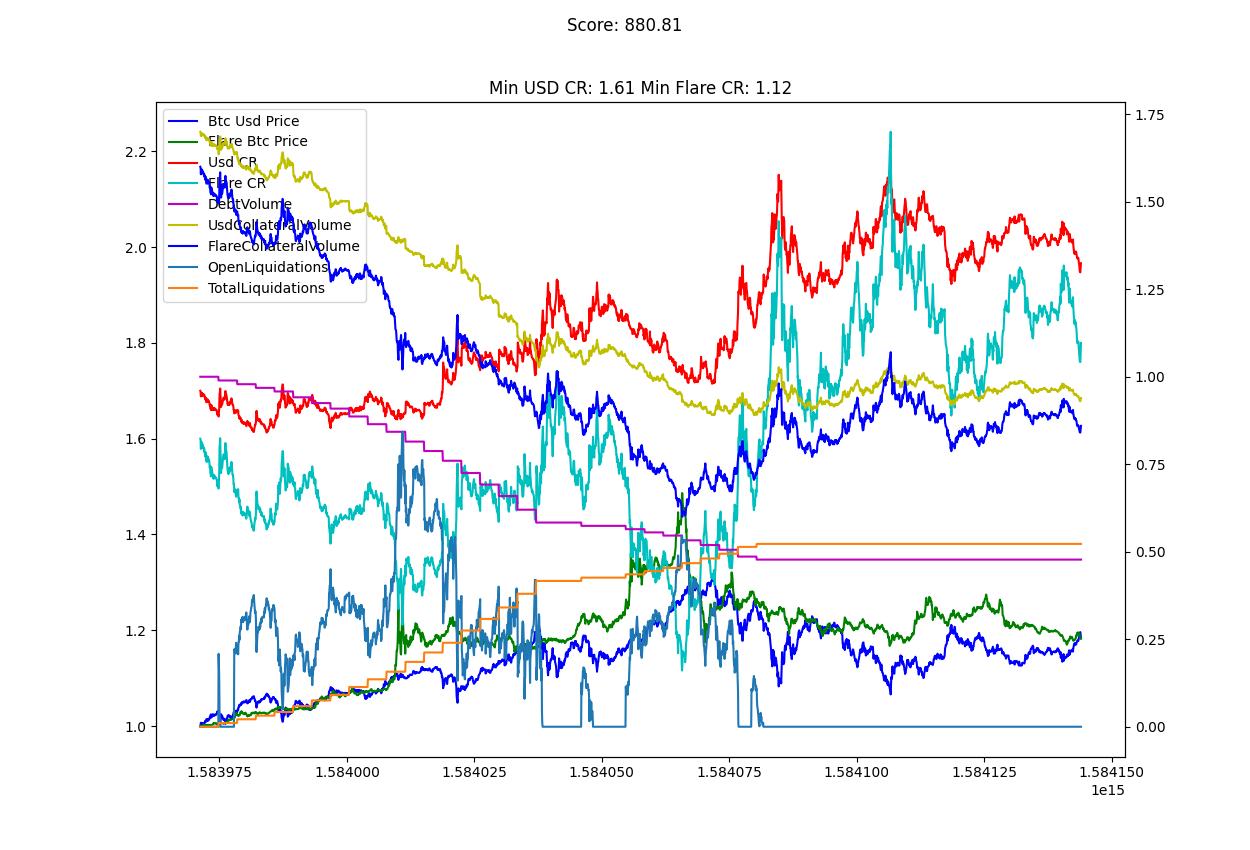 Score: 880.81
Min USD CR: 1.61 Min Flare CR: 1.12
Btc Usd Price
Flare Btc Price
Usd CR
Flare CR
DebtVolume
UsdCollateralVolume
FlareCollateralVolume
OpenLiquidations
TotalLiquidations
2.2
2.0
1.8
1.6
1.4
1.2
1.0
1.75
1.50
1.25
1.00
0.75
0.50
0.25
0.00
1.583975 1.584000 1.584025 1.584050 1.584075 1.584100 1.584125 1.584150
1e15